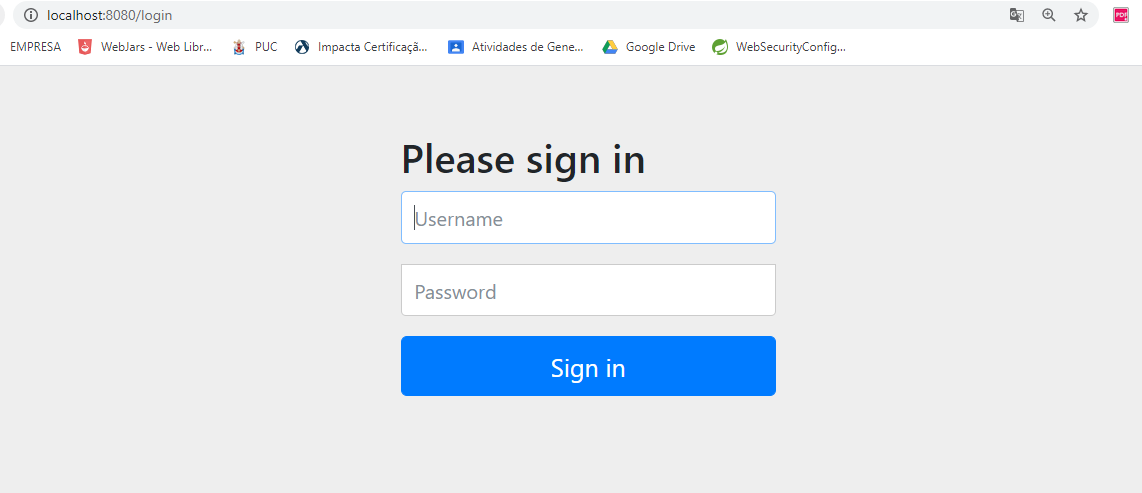 localhost:8080/login
PDF
EMPRESA WebJars - Web Libr... PUC Impacta Certificaçã... Atividades de Gene... Google Drive WebSecurityConfig...
Please sign in
Username
Password
Sign in